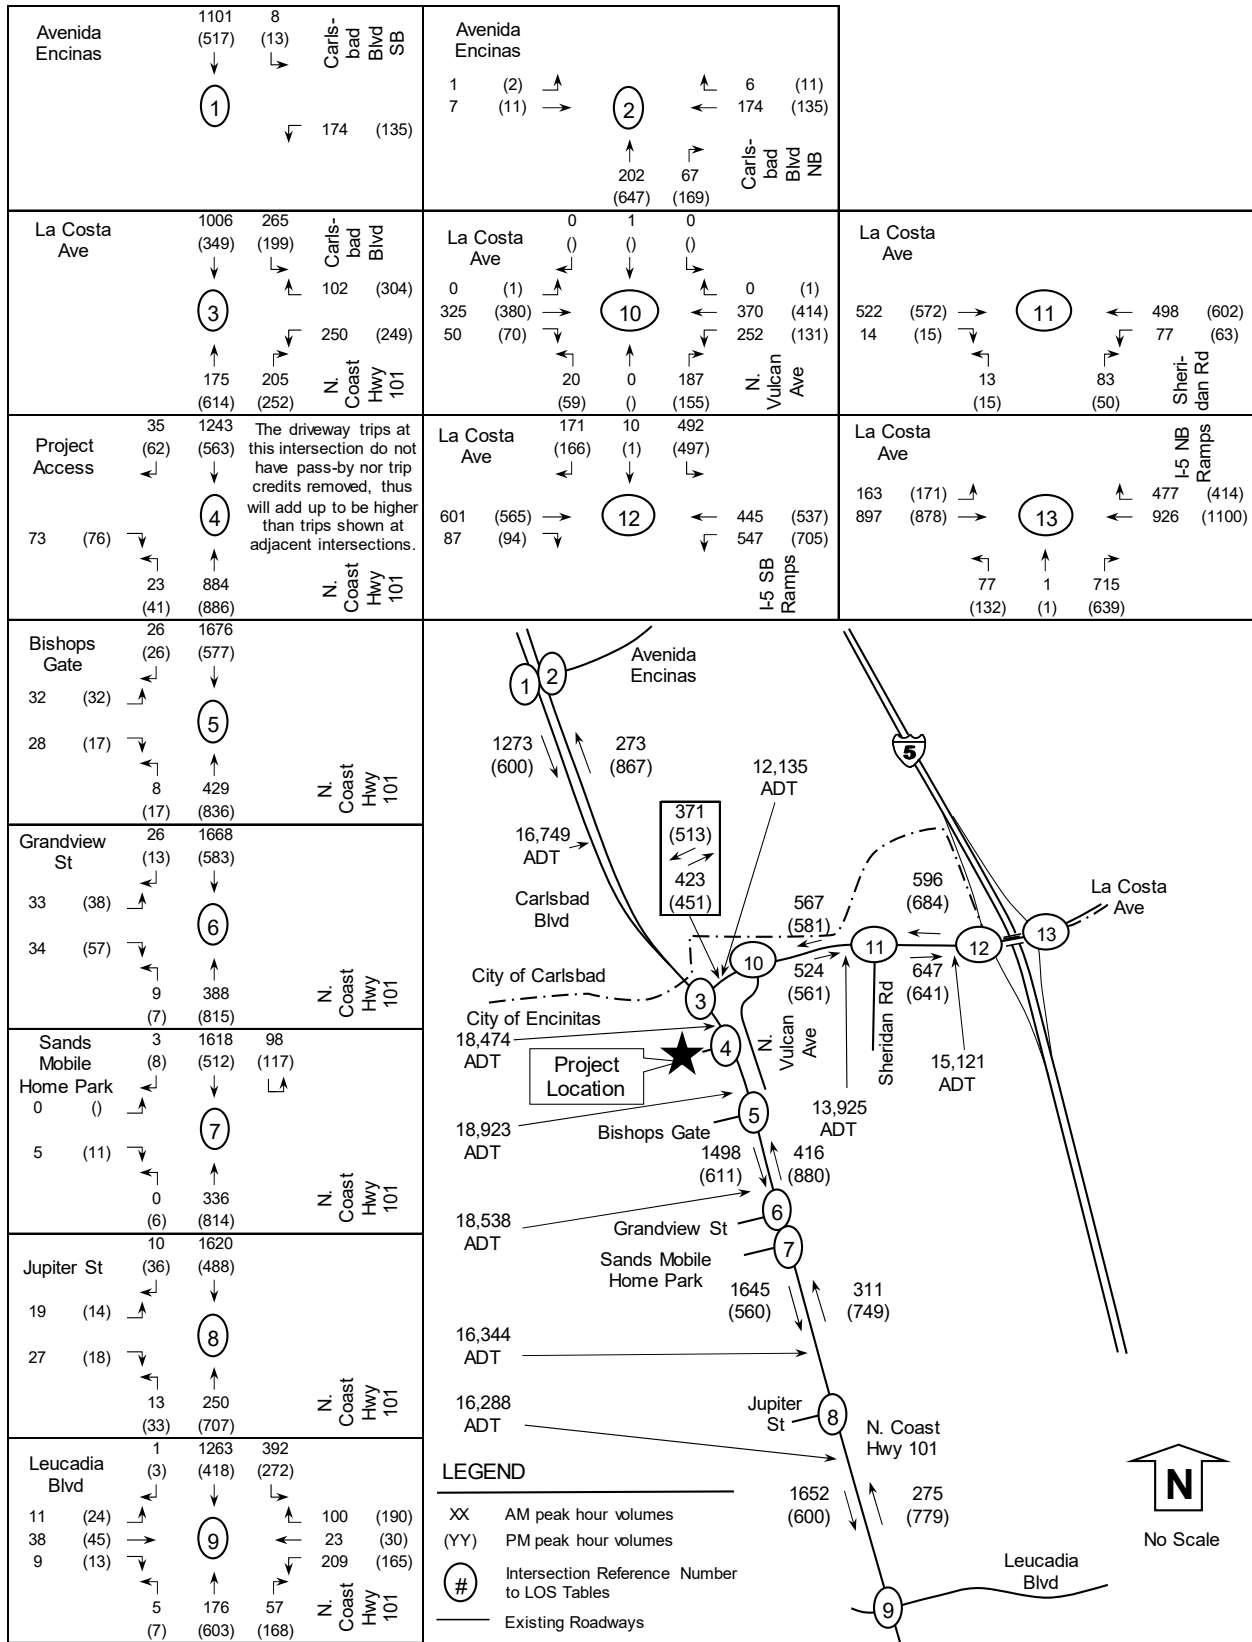 Avenida
Encinas
1101 8
(517) (13)
Carls-
bad
Blvd
SB
1
174 (135)
Avenida
Encinas
1 (2)
7 (11)
2
6 (11)
174 (135)
202 67
(647) (169)
Carls-
bad
Blvd
NB
La Costa
Ave
1006 265
(349) (199)
Carls-
bad
Blvd
3
102 (304)
250 (249)
175 205
(614) (252)
N.
Coast
Hwy
101
La Costa
Ave
0 1 0
() () ()
0 (1)
325 (380)
50 (70)
10
0 (1)
370 (414)
252 (131)
20 0 187
(59) () (155)
N.
Vulcan
Ave
La Costa
Ave
522 (572)
14 (15)
11
498 (602)
77 (63)
13 83
(15) (50)
Sheri-
dan Rd
Project
Access
35 1243
(62) (563)
The driveway trips at
this intersection do not
have pass-by nor trip
credits removed, thus
will add up to be higher
than trips shown at
adjacent intersections.
4
73 (76)
23 884
(41) (886)
N.
Coast
Hwy
101
La Costa
Ave
171 10 492
(166) (1) (497)
601 (565)
87 (94)
12
445 (537)
547 (705)
I-5 SB
Ramps
La Costa
Ave
I-5 NB
Ramps
163 (171)
897 (878)
13
477 (414)
926 (1100)
77 1 715
(132) (1) (639)
Bishops
Gate
26 1676
(26) (577)
32 (32)
5
28 (17)
8 429
(17) (836)
N.
Coast
Hwy
101
Grandview
St
26 1668
(13) (583)
33 (38)
6
34 (57)
9 388
(7) (815)
N.
Coast
Hwy
101
Sands
Mobile
Home Park
3 1618 98
(8) (512) (117)
0 ()
7
5 (11)
0 336
(6) (814)
N.
Coast
Hwy
101
Jupiter St
10 1620
(36) (488)
19 (14)
8
27 (18)
13 250
(33) (707)
N.
Coast
Hwy
101
Leucadia
Blvd
1 1263 392
(3) (418) (272)
11 (24)
38 (45)
9 (13)
9
100 (190)
23 (30)
209 (165)
5 176 57
(7) (603) (168)
N.
Coast
Hwy
101
Avenida
Encinas
1 2
5
1273
(600)
273
(867)
12,135
ADT
16,749
ADT
371
(513)
423
(451)
Carlsbad
Blvd
567
(581)
596
(684)
La Costa
Ave
10 11 12 13
City of Carlsbad
524
(561)
647
(641)
3
City of Encinitas
18,474
ADT
4
Project
Location
N.
Vulcan
Ave
Sheridan Rd
15,121
ADT
13,925
ADT
18,923
ADT
5
Bishops Gate
1498
(611)
416
(880)
18,538
ADT
6
Grandview St
7
Sands Mobile
Home Park
1645
(560)
311
(749)
16,344
ADT
16,288
ADT
Jupiter
St
8
N. Coast
Hwy 101
1652
(600)
275
(779)
9
Leucadia
Blvd
N
No Scale
LEGEND
XX AM peak hour volumes
(YY) PM peak hour volumes
# Intersection Reference Number
to LOS Tables
Existing Roadways